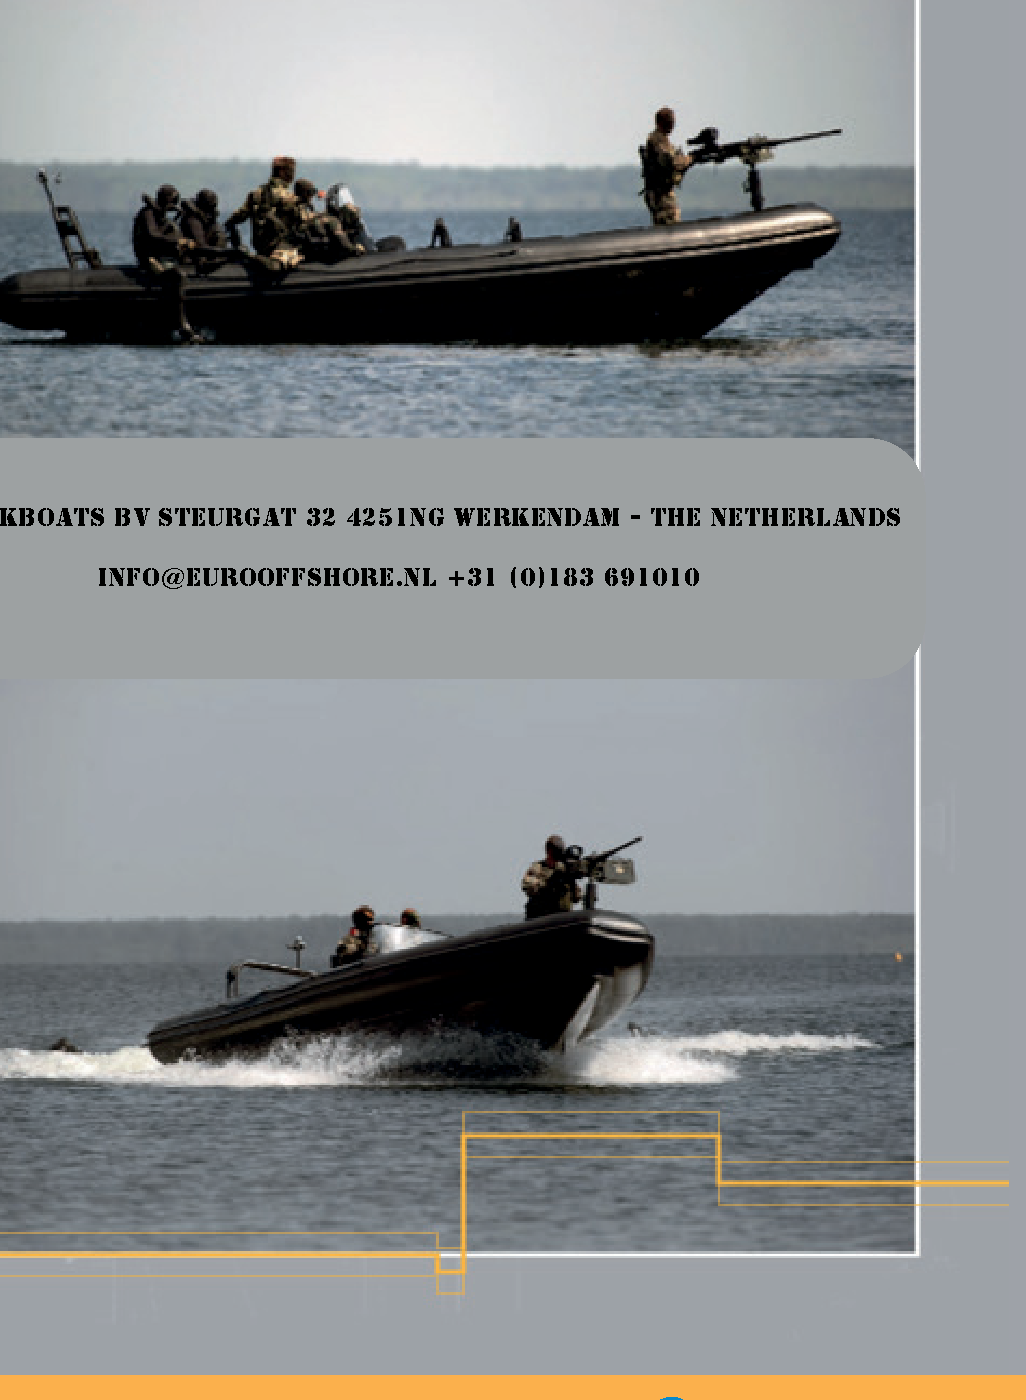 KBOATS BV STEURGAT 32 4251NG WERKENDAM - THE NETHERLANDS
INFO@EUROOFFSHORE.NL +31 (0)183 691010